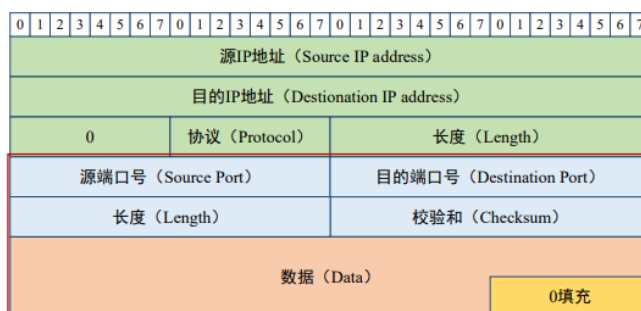 0 1 2 3 4 5 6 7 0 1 2 3 4 5 6 7 0 1 2 3 4 5 6 7 0 1 2 3 4 5 6 7
源IP地址（Source IP address）
目的IP地址（Destionation IP address）
0 协议（Protocol） 长度（Length）
源端口号（Source Port） 目的端口号（Destination Port）
长度（Length） 校验和（Checksum）
数据（Data）
0填充